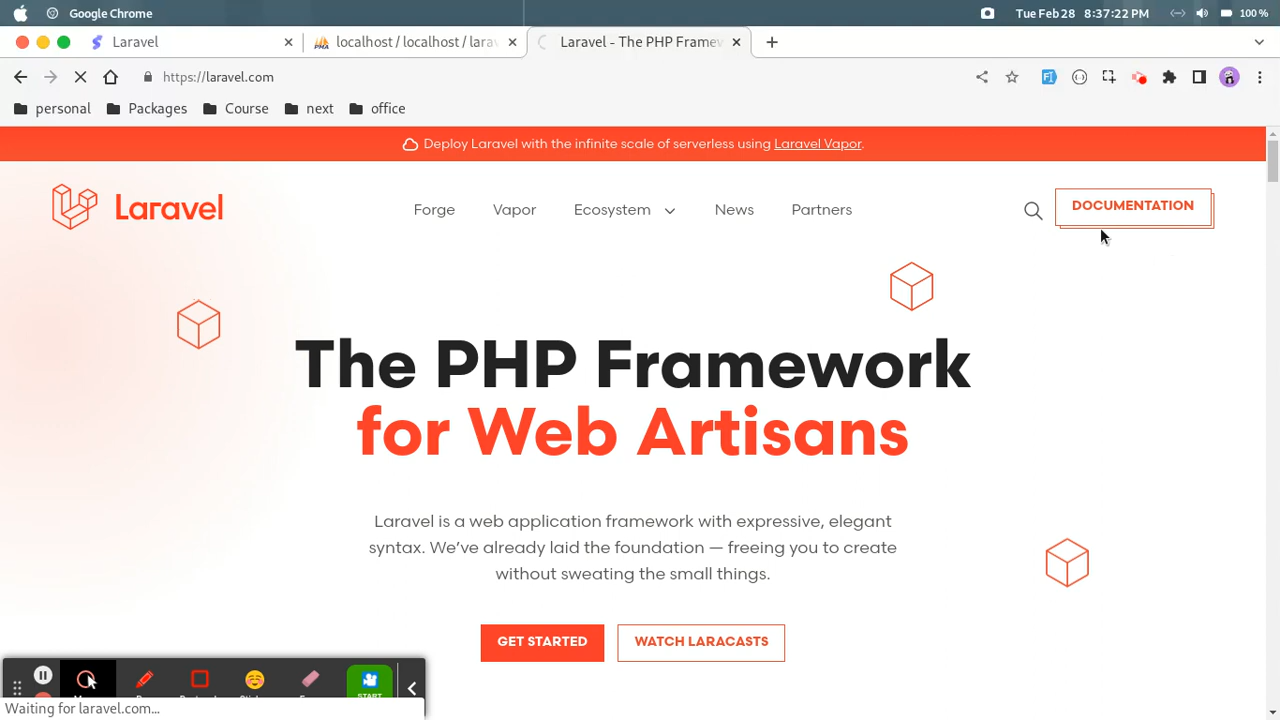 Google Chrome
Tue Feb 28 8:37:22 PM
100 %
Laravel
localhost / localhost / lara
Laravel - The PHP Framew
https://laravel.com
personal
Packages
Course
next
office
Deploy Laravel with the infinite scale of serverless using Laravel Vapor.
Laravel
Forge
Vapor
Ecosystem
News
Partners
DOCUMENTATION
The PHP Framework
for Web Artisans
Laravel is a web application framework with expressive, elegant
syntax. We've already laid the foundation — freeing you to create
without sweating the small things.
GET STARTED
WATCH LARACASTS
START
Waiting for laravel.com...